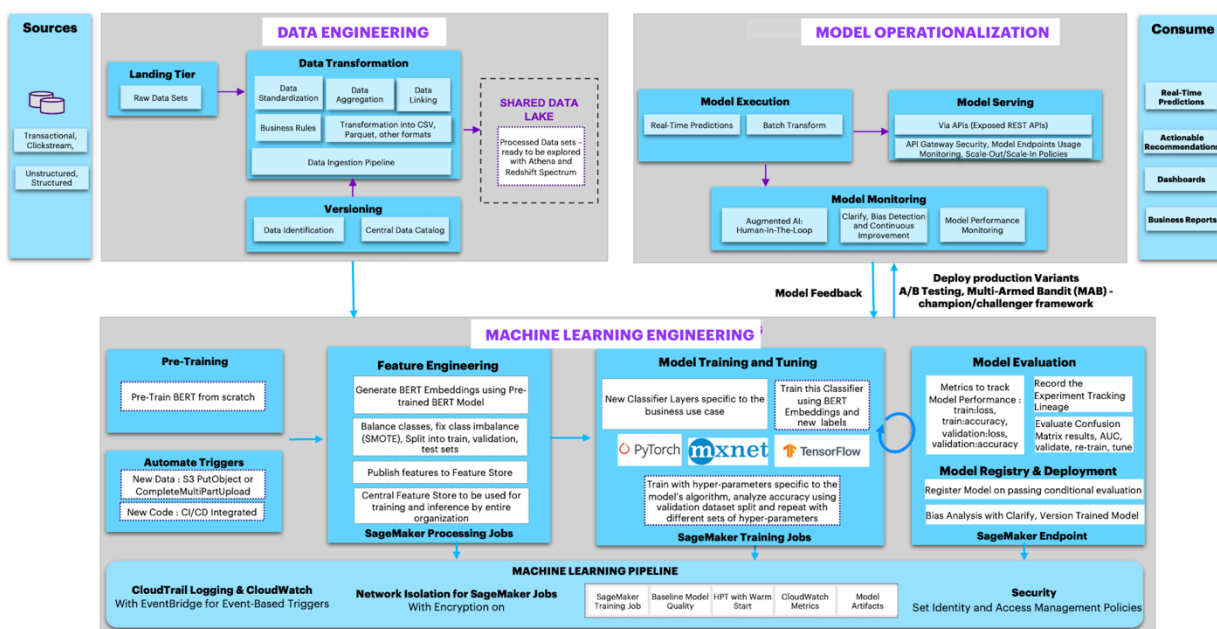 Sources
Transactional,
Clickstream,
Unstructured,
Structured
DATA ENGINEERING
Landing Tier
Raw Data Sets
Data Transformation
Data
Standardization
Data
Aggregation
Data
Linking
Business Rules
Transformation into CSV,
Parquet, other formats
Data Ingestion Pipeline
Versioning
Data Identification
Central Data Catalog
SHARED DATA
LAKE
Processed Data sets –
ready to be explored
with Athena and
Redshift Spectrum
MODEL OPERATIONALIZATION
Model Execution
Real-Time Predictions
Batch Transform
Model Serving
Via APIs (Exposed REST APIs)
API Gateway Security, Model Endpoints Usage
Monitoring, Scale-Out/Scale-In Policies
Model Monitoring
Augmented AI:
Human-In-The-Loop
Clarify, Bias Detection
and Continuous
Improvement
Model Performance
Monitoring
Consume
Real-Time
Predictions
Actionable
Recommendations
Dashboards
Business Reports
Model Feedback
Deploy production Variants
A/B Testing, Multi-Armed Bandit (MAB) -
champion/challenger framework
MACHINE LEARNING ENGINEERING
Pre-Training
Pre-Train BERT from scratch
Automate Triggers
New Data : S3 PutObject or
CompleteMultiPartUpload
New Code : CI/CD Integrated
Feature Engineering
Generate BERT Embeddings using Pre-
trained BERT Model
Balance classes, fix class imbalance
(SMOTE), Split into train, validation,
test sets
Publish features to Feature Store
Central Feature Store to be used for
training and inference by entire
organization
SageMaker Processing Jobs
Model Training and Tuning
New Classifier Layers specific to the
business use case
Train this Classifier
using BERT
Embeddings and
new labels
PyTorch
mxnet
TensorFlow
Train with hyper-parameters specific to
the model's algorithm, analyze accuracy using
validation dataset split and repeat with
different sets of hyper-parameters
SageMaker Training Jobs
Model Evaluation
Metrics to track
Model Performance :
train:loss,
train:accuracy,
validation:loss,
validation:accuracy
Record the
Experiment Tracking
Lineage
Evaluate Confusion
Matrix results, AUC,
validate, re-train, tune
Model Registry & Deployment
Register Model on passing conditional evaluation
Bias Analysis with Clarify, Version Trained Model
SageMaker Endpoint
MACHINE LEARNING PIPELINE
CloudTrail Logging & CloudWatch
With EventBridge for Event-Based Triggers
Network Isolation for SageMaker Jobs
With Encryption on
SageMaker
Training Job
Baseline Model
Quality
HPT with Warm
Start
CloudWatch
Metrics
Model
Artifacts
Security
Set Identity and Access Management Policies